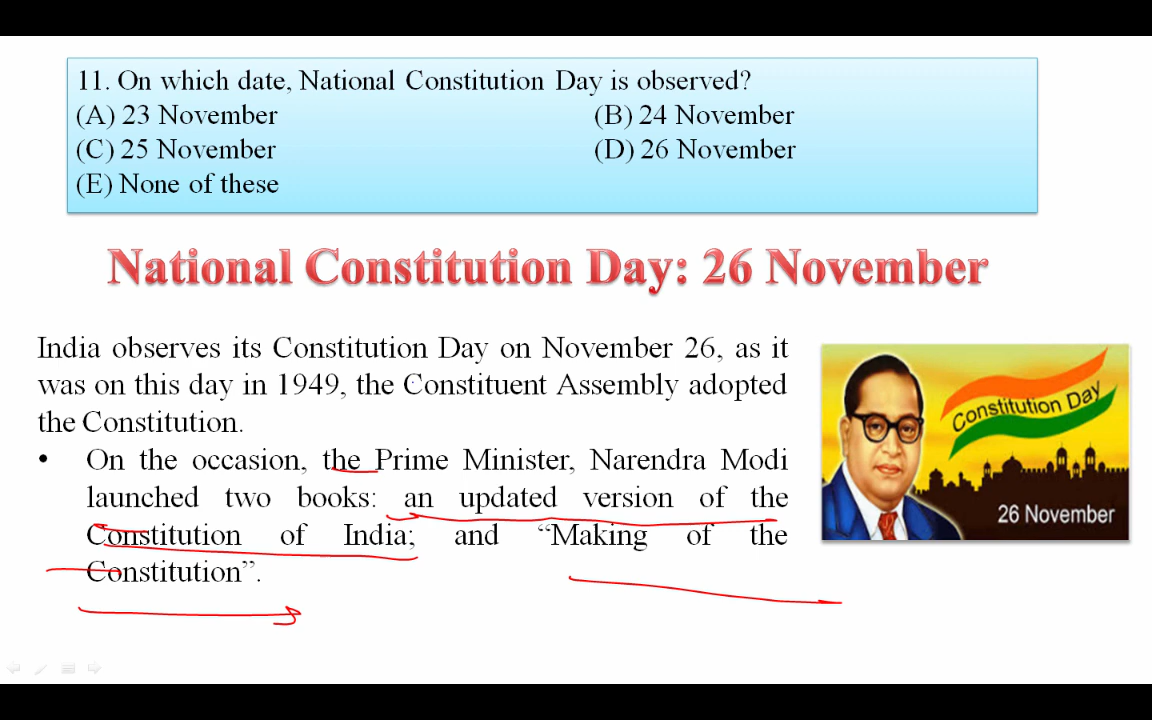 11. On which date, National Constitution Day is observed?
(A) 23 November (B) 24 November
(C) 25 November (D) 26 November
(E) None of these
National Constitution Day: 26 November
India observes its Constitution Day on November 26, as it
was on this day in 1949, the Constituent Assembly adopted
the Constitution.
• On the occasion, the Prime Minister, Narendra Modi
launched two books: an updated version of the
Constitution of India; and “Making of the
Constitution”.
Constitution Day
26 November